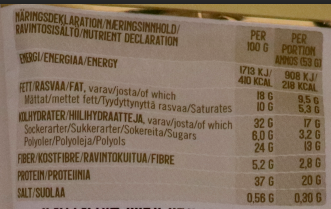 NÄRINGSDEKLARATION/NÆRINGSINNHOLD/
RAVINTOSISÄLTÖ/NUTRIENT DECLARATION
PER 100 G
PER PORTION ANNOS (53 G)
ENERGI/ENERGIAA/ENERGY 1713 KJ/ 410 KCAL 908 KJ/ 218 KCAL
FETT/RASVAA/FAT, varav/josta/of which 18 G 9,5 G
Mättat/mettet fett/Tyydyttynyttä rasvaa/Saturates 10 G 5,3 G
KOLHYDRATER/HIILIHYDRAATTEJA, varav/josta/of which 32 G 17 G
Sockerarter/Sukkerarter/Sokereita/Sugars 6,0 G 3,2 G
Polyoler/Polyoleja/Polyols 24 G 13 G
FIBER/KOSTFIBRE/RAVINTOKUITUA/FIBRE 5,2 G 2,8 G
PROTEIN/PROTEIINIA 37 G 20 G
SALT/SUOLAA 0,56 G 0,30 G